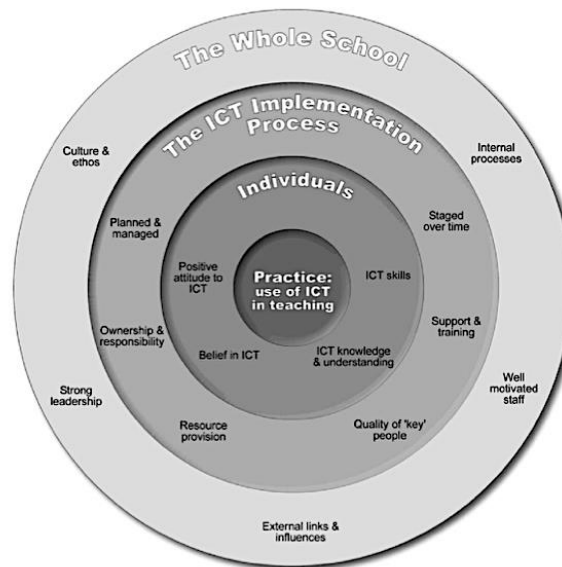 The Whole School
The ICT Implementation
Process
Individuals
Practice:
use of ICT
in teaching
Culture &
ethos
Internal
processes
Strong
leadership
Well
motivated
staff
External links &
influences
Planned &
managed
Staged
over time
Ownership &
responsibility
Support &
training
Resource
provision
Quality of 'key'
people
Positive
attitude to
ICT
ICT skills
Belief in ICT
ICT knowledge
& understanding